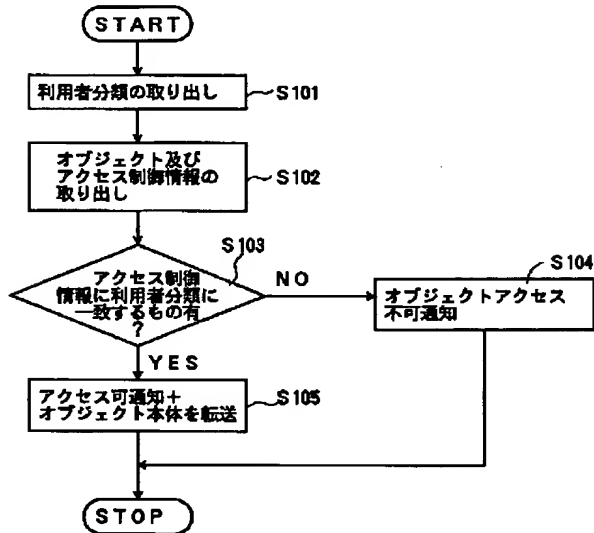 START
利用者分類の取り出し
S101
オブジェクト及び
アクセス制御情報の
取り出し
S102
S103
アクセス制御
情報に利用者分類に
一致するもの有
?
NO
S104
オブジェクトアクセス
不可通知
YES
アクセス可通知+
オブジェクト本体を転送
S105
STOP